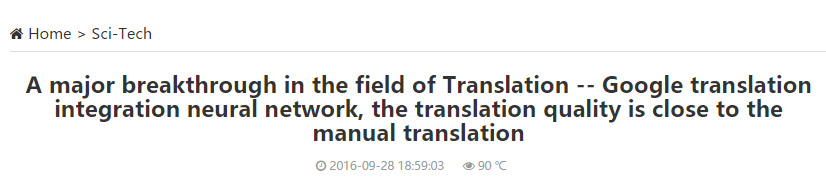 Home > Sci-Tech
A major breakthrough in the field of Translation -- Google translation
integration neural network, the translation quality is close to the
manual translation
2016-09-28 18:59:03 90 ℃